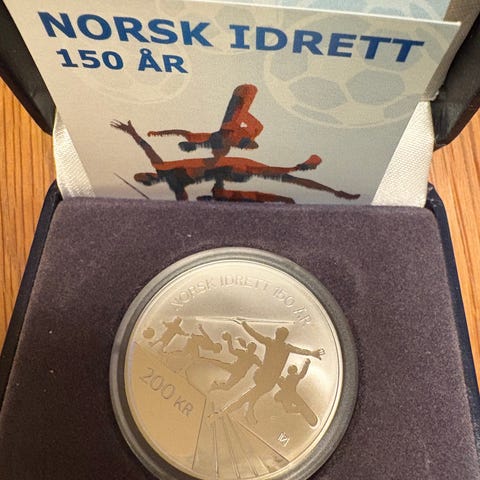 NORSK IDRETT
150 ÅR
NORSK IDRETT 150 ÅR
200 KR